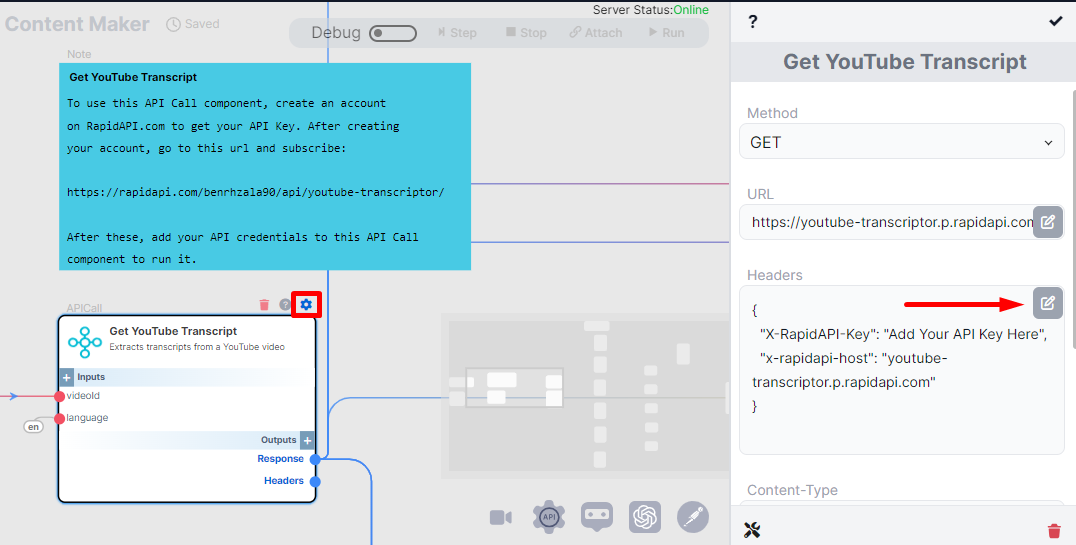 Content Maker
Saved
Server Status:Online
Debug
Step
Stop
Attach
Run
Note
Get YouTube Transcript
To use this API Call component, create an account
on RapidAPI.com to get your API Key. After creating
your account, go to this url and subscribe:
https://rapidapi.com/benrhzala90/api/youtube-transcriptor/
After these, add your API credentials to this API Call
component to run it.
APICall
?
Get YouTube Transcript
Extracts transcripts from a YouTube video
+ Inputs
videoId
language
en
Outputs +
Response
Headers
API
?
Get YouTube Transcript
Method
GET
URL
https://youtube-transcriptor.p.rapidapi.com
Headers
{
"X-RapidAPI-Key": "Add Your API Key Here",
"x-rapidapi-host": "youtube-
transcriptor.p.rapidapi.com"
}
Content-Type